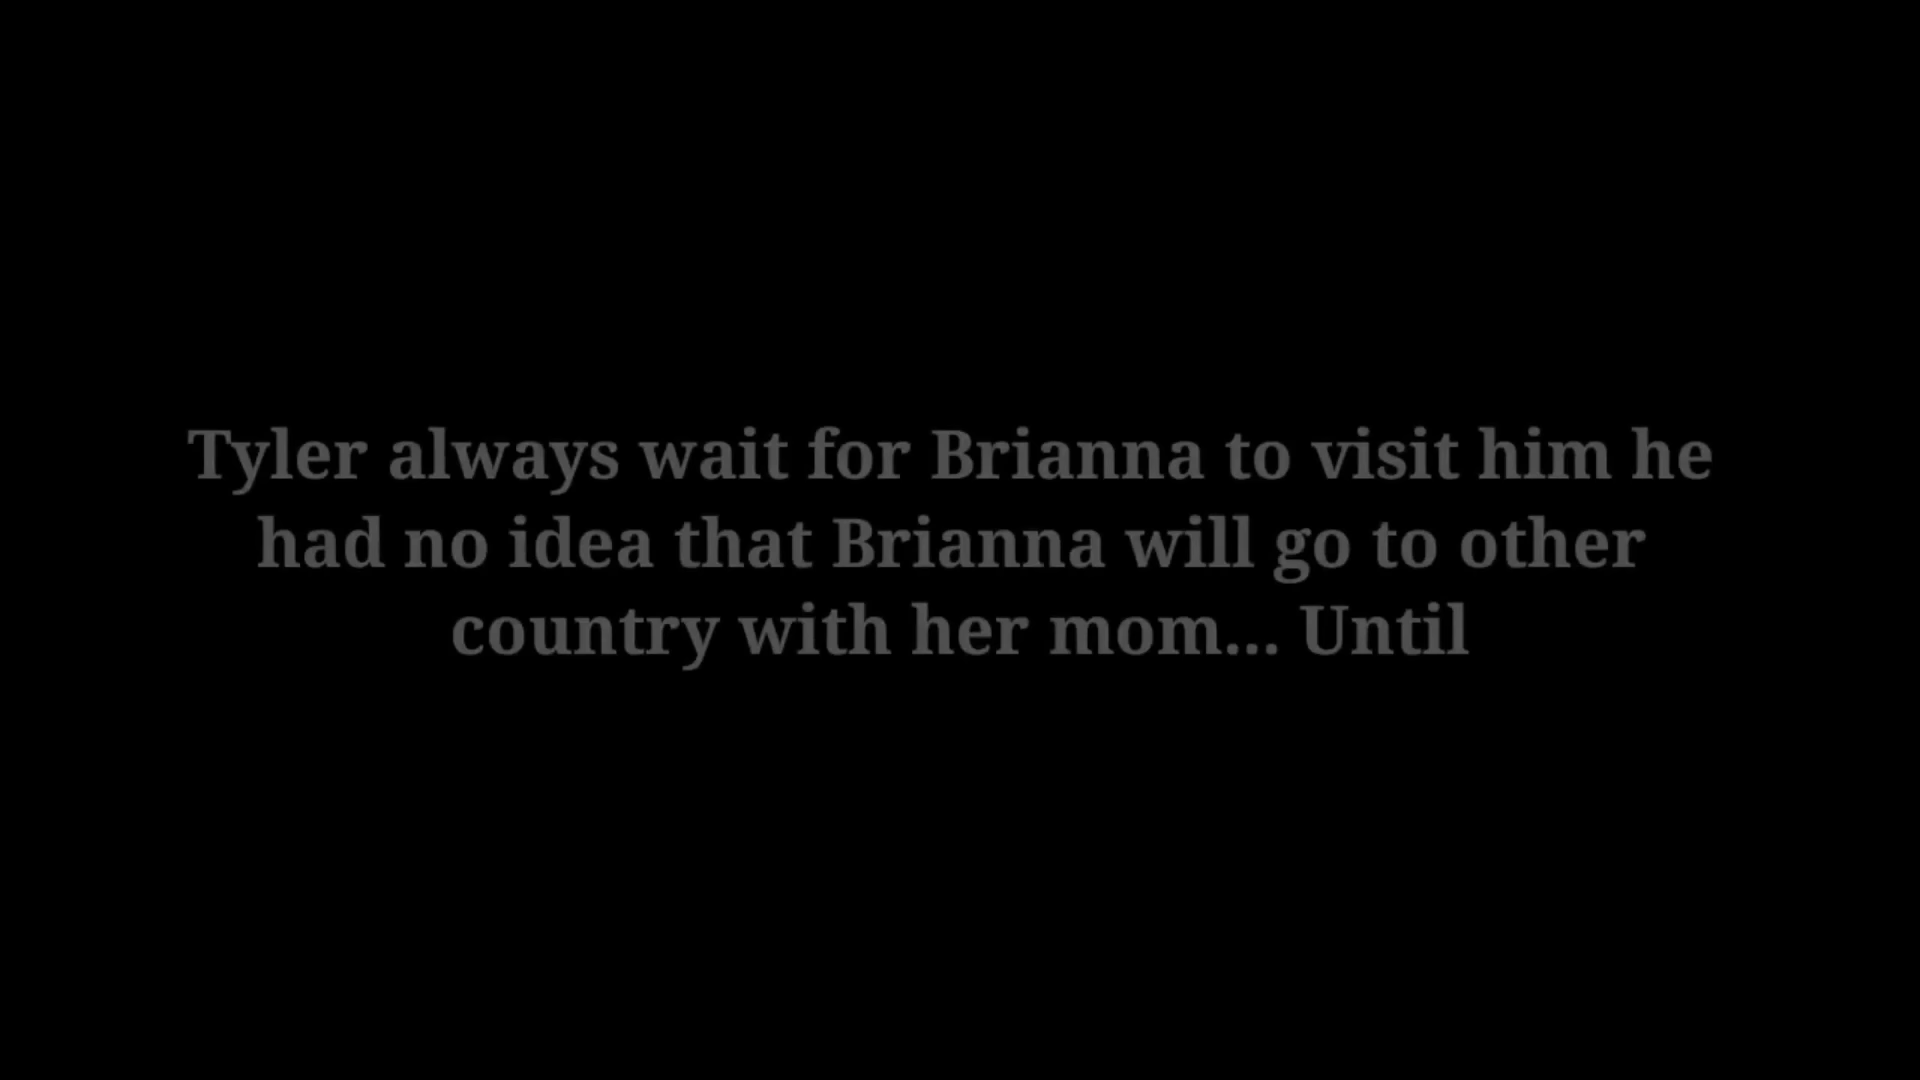 Tyler always wait for Brianna to visit him he
had no idea that Brianna will go to other
country with her mom... Until